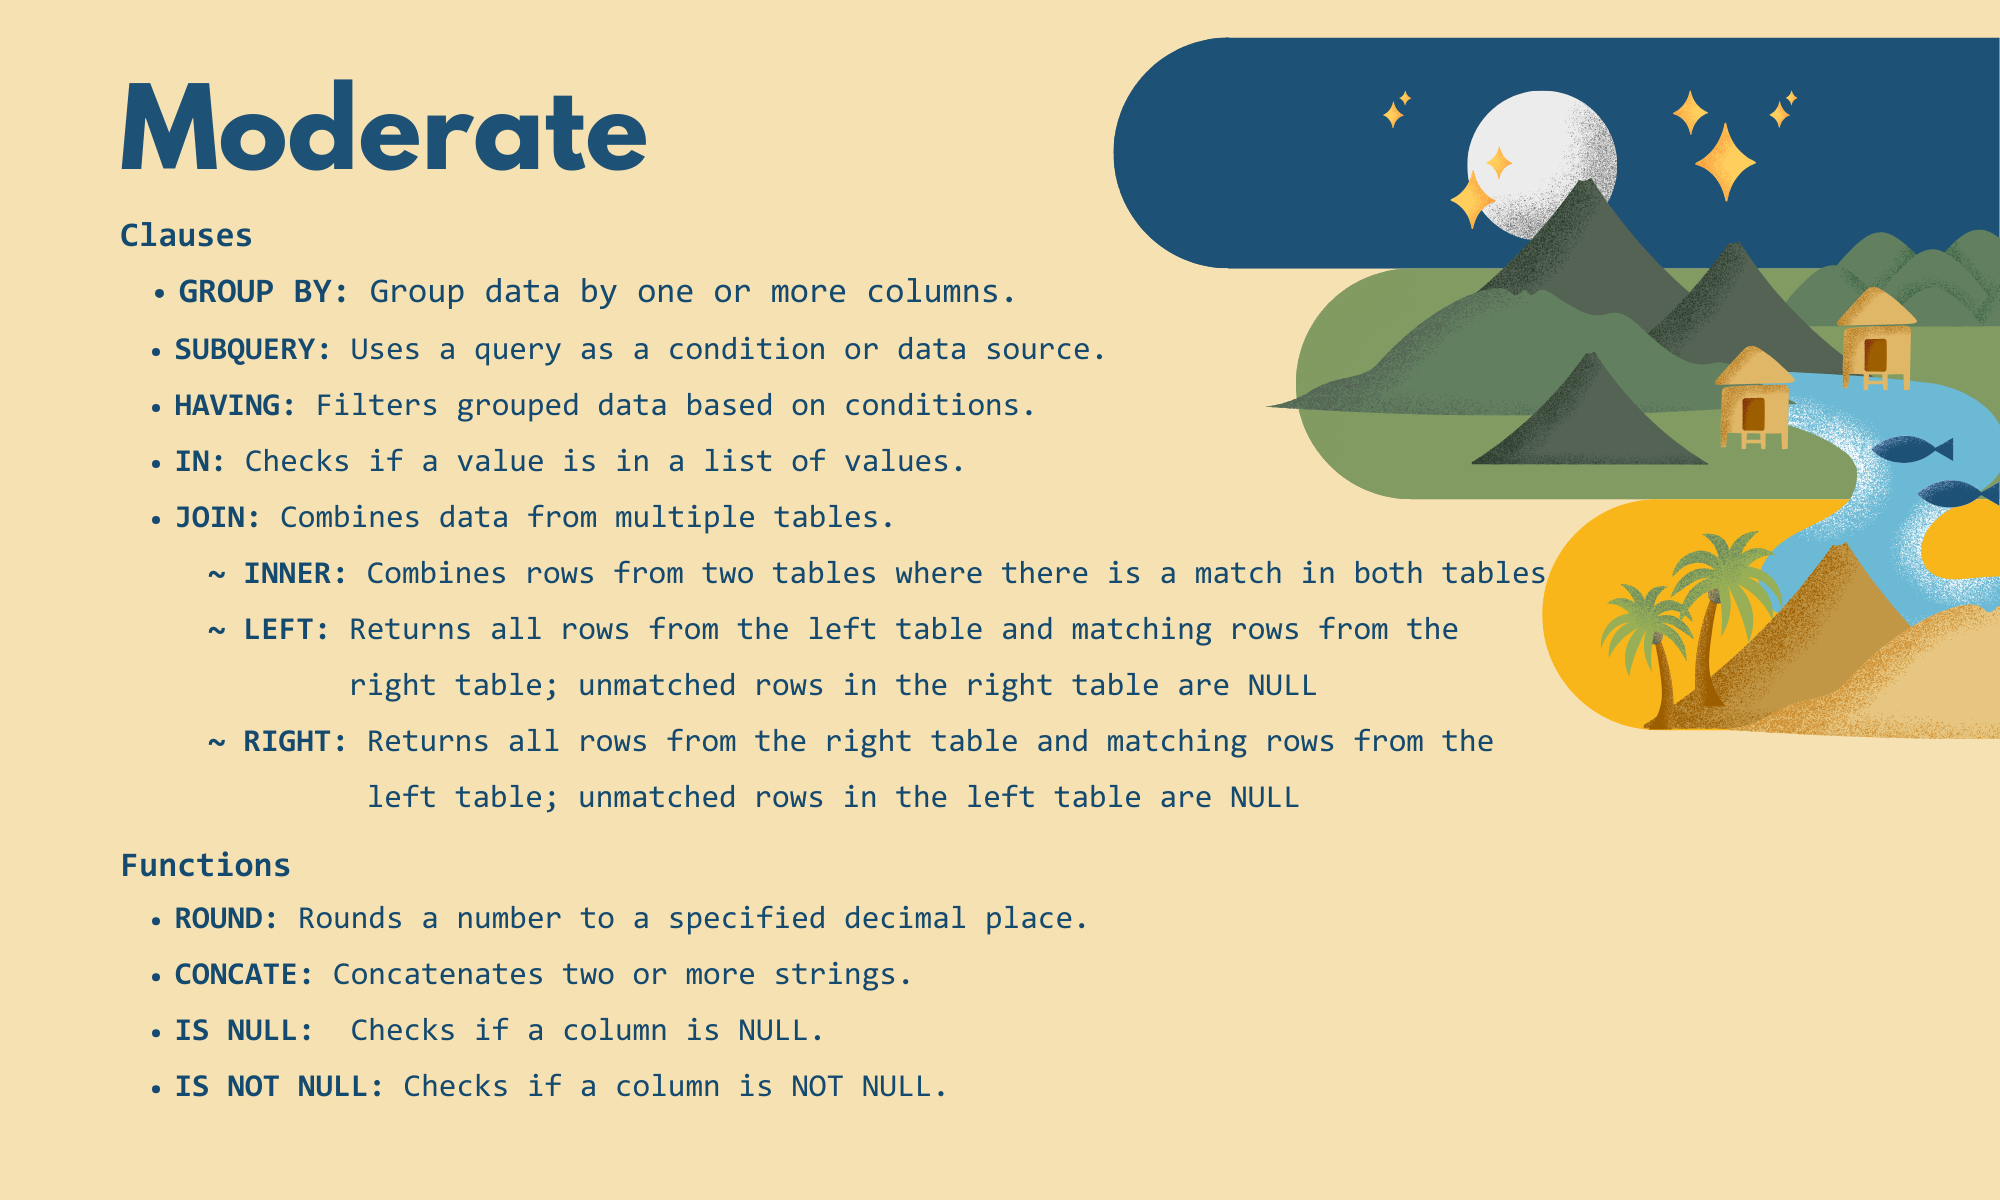 Moderate
Clauses
• GROUP BY: Group data by one or more columns.
• SUBQUERY: Uses a query as a condition or data source.
• HAVING: Filters grouped data based on conditions.
• IN: Checks if a value is in a list of values.
• JOIN: Combines data from multiple tables.
~ INNER: Combines rows from two tables where there is a match in both tables
~ LEFT: Returns all rows from the left table and matching rows from the
right table; unmatched rows in the right table are NULL
~ RIGHT: Returns all rows from the right table and matching rows from the
left table; unmatched rows in the left table are NULL
Functions
• ROUND: Rounds a number to a specified decimal place.
• CONCATE: Concatenates two or more strings.
• IS NULL:  Checks if a column is NULL.
• IS NOT NULL: Checks if a column is NOT NULL.